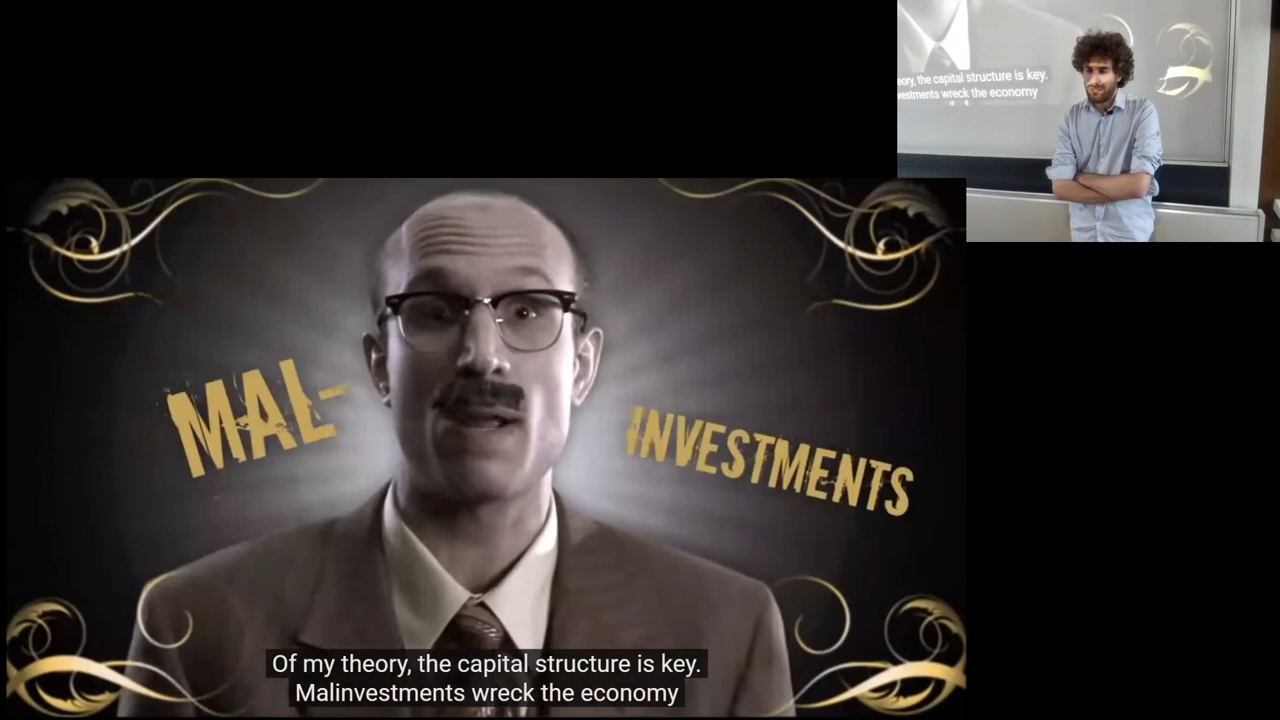 eory, the capital structure is key.
vestments wreck the economy
MAL-
INVESTMENTS
Of my theory, the capital structure is key.
Malinvestments wreck the economy